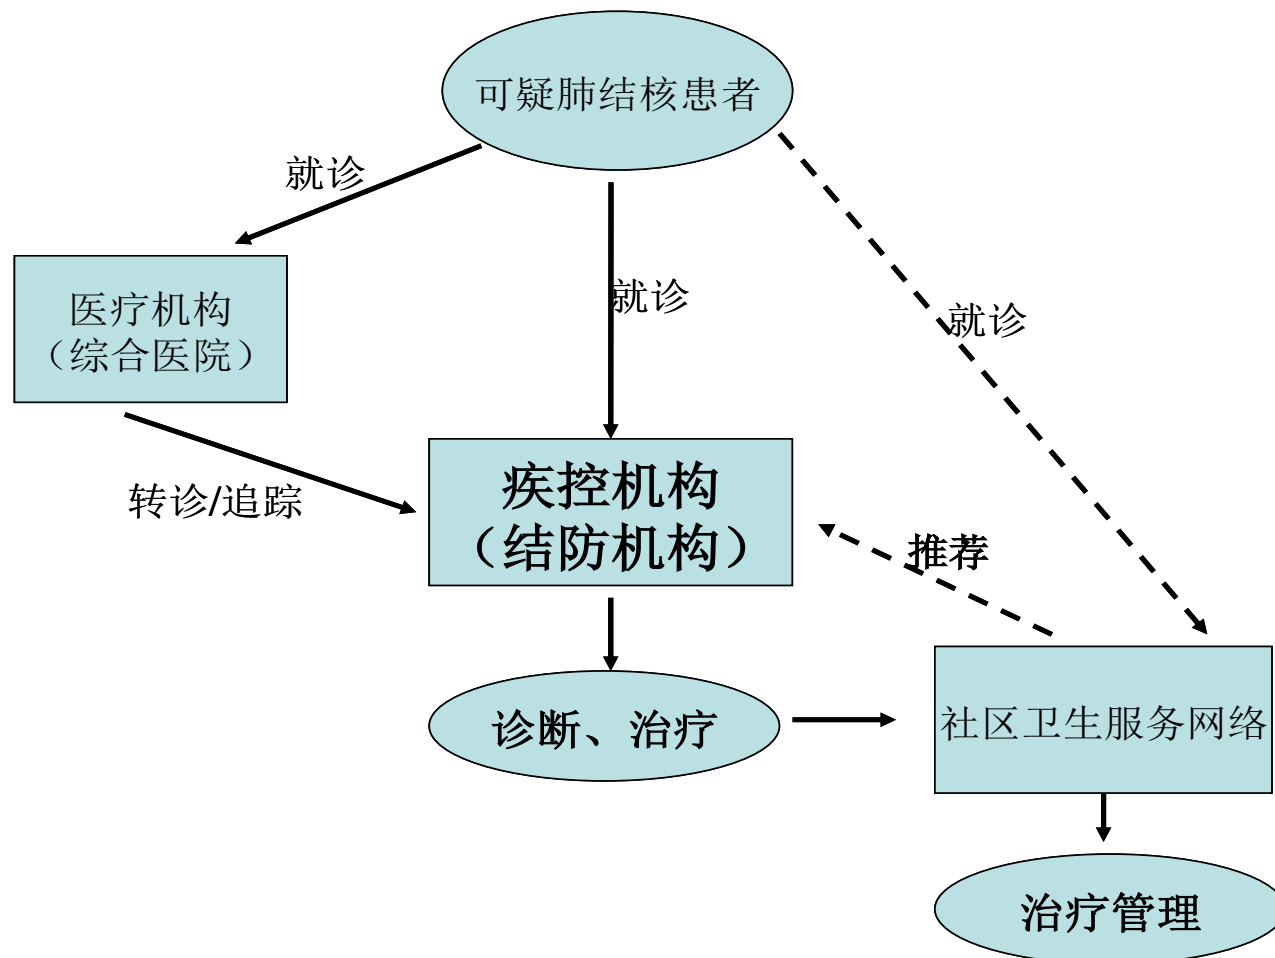 可疑肺结核患者
就诊
医疗机构
（综合医院）
就诊
就诊
转诊/追踪
疾控机构
（结防机构）
推荐
诊断、治疗
社区卫生服务网络
治疗管理